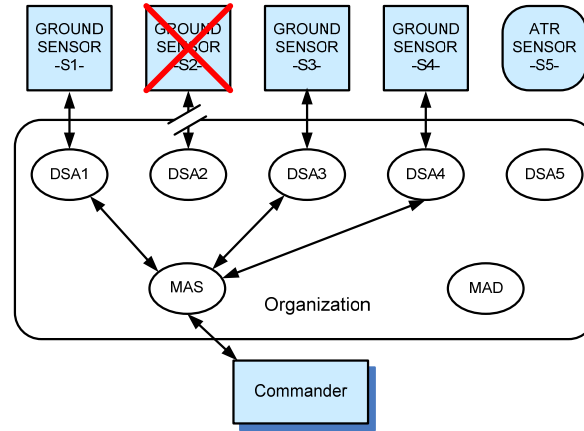 GROUND
SENSOR
-S1-
GROUND
SENSOR
-S2-
GROUND
SENSOR
-S3-
GROUND
SENSOR
-S4-
ATR
SENSOR
-S5-
DSA1
DSA2
DSA3
DSA4
DSA5
MAS
MAD
Organization
Commander